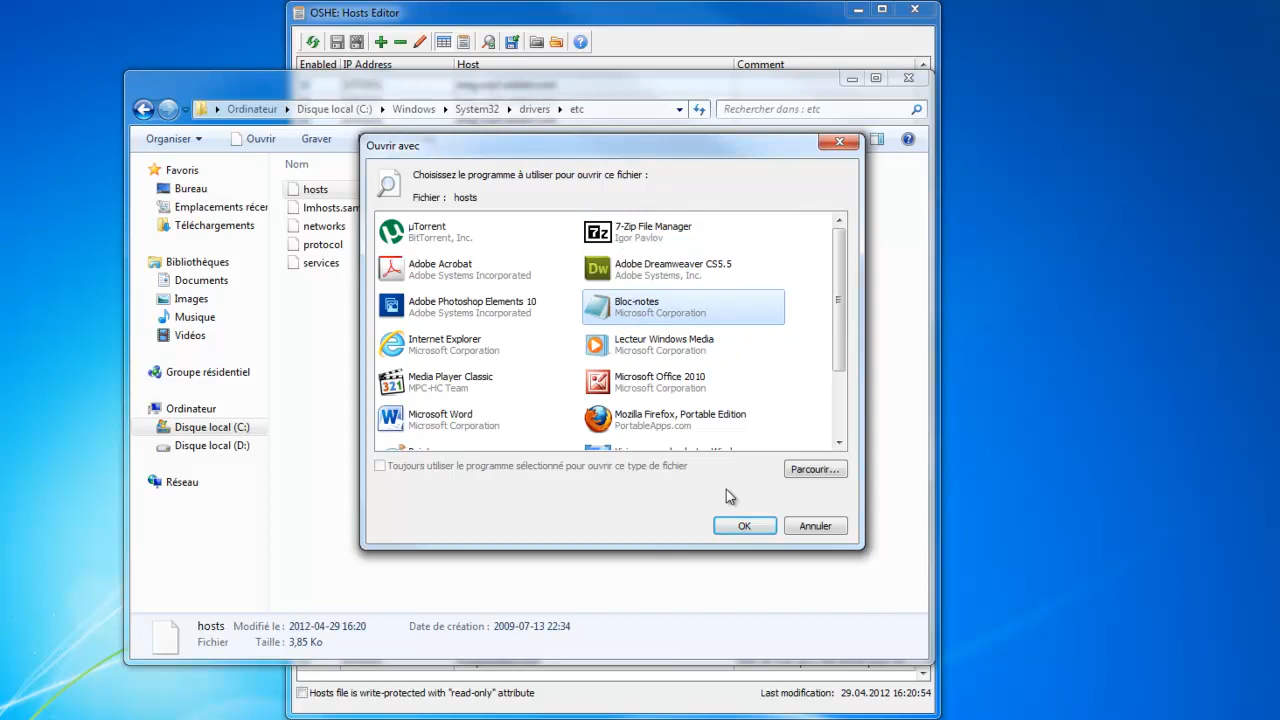 OSHE: Hosts Editor
Enabled IP Address Host Comment
Ordinateur Disque local (C:) Windows System32 drivers etc
Rechercher dans : etc
Organiser Ouvrir Graver
Favoris
Bureau
Emplacements récer
Téléchargements
Bibliothèques
Documents
Images
Musique
Vidéos
Groupe résidentiel
Ordinateur
Disque local (C:)
Disque local (D:)
Réseau
Nom
hosts
lmhosts.sam
networks
protocol
services
Ouvrir avec
Choisissez le programme à utiliser pour ouvrir ce fichier :
Fichier : hosts
µTorrent
BitTorrent, Inc.
7-Zip File Manager
Igor Pavlov
Adobe Acrobat
Adobe Systems Incorporated
Adobe Dreamweaver CS5.5
Adobe Systems, Inc.
Adobe Photoshop Elements 10
Adobe Systems Incorporated
Bloc-notes
Microsoft Corporation
Internet Explorer
Microsoft Corporation
Lecteur Windows Media
Microsoft Corporation
Media Player Classic
MPC-HC Team
Microsoft Office 2010
Microsoft Corporation
Microsoft Word
Microsoft Corporation
Mozilla Firefox, Portable Edition
PortableApps.com
Toujours utiliser le programme sélectionné pour ouvrir ce type de fichier
Parcourir...
OK Annuler
hosts Modifié le : 2012-04-29 16:20 Date de création : 2009-07-13 22:34
Fichier Taille : 3,85 Ko
Hosts file is write-protected with "read-only" attribute
Last modification: 29.04.2012 16:20:54